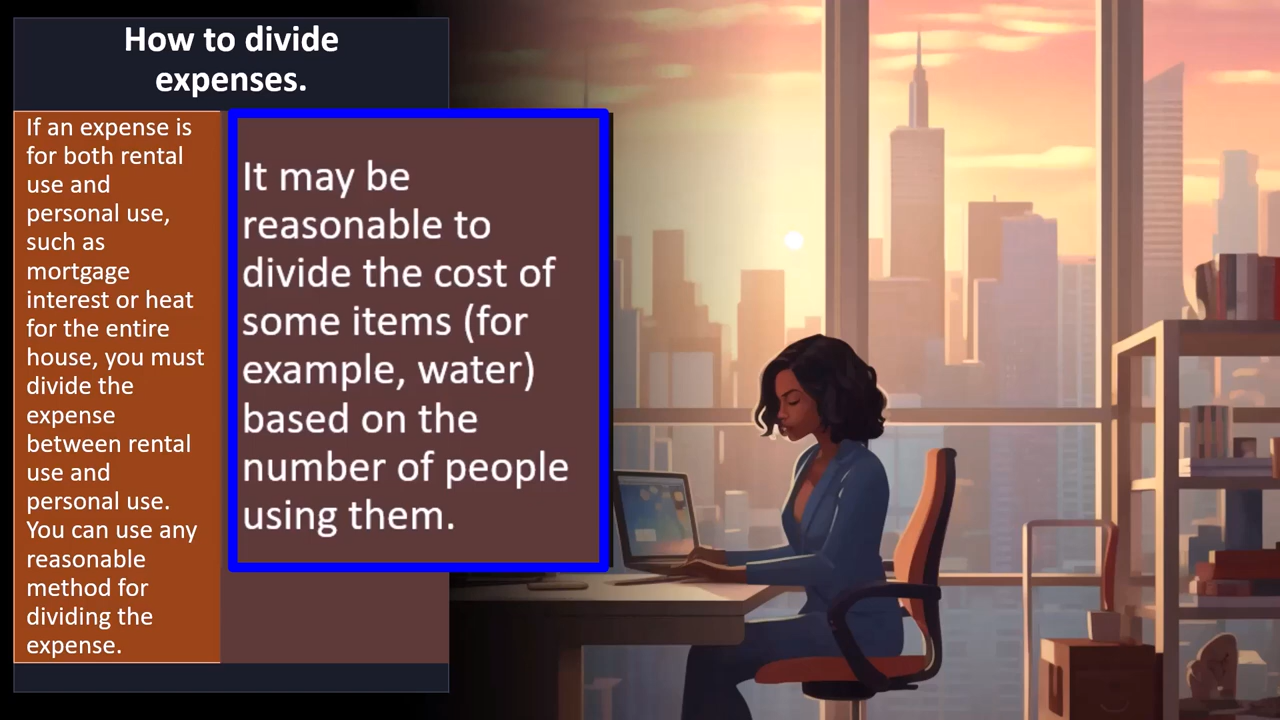 How to divide
expenses.
If an expense is
for both rental
use and
personal use,
such as
mortgage
interest or heat
for the entire
house, you must
divide the
expense
between rental
use and
personal use.
You can use any
reasonable
method for
dividing the
expense.
It may be
reasonable to
divide the cost of
some items (for
example, water)
based on the
number of people
using them.